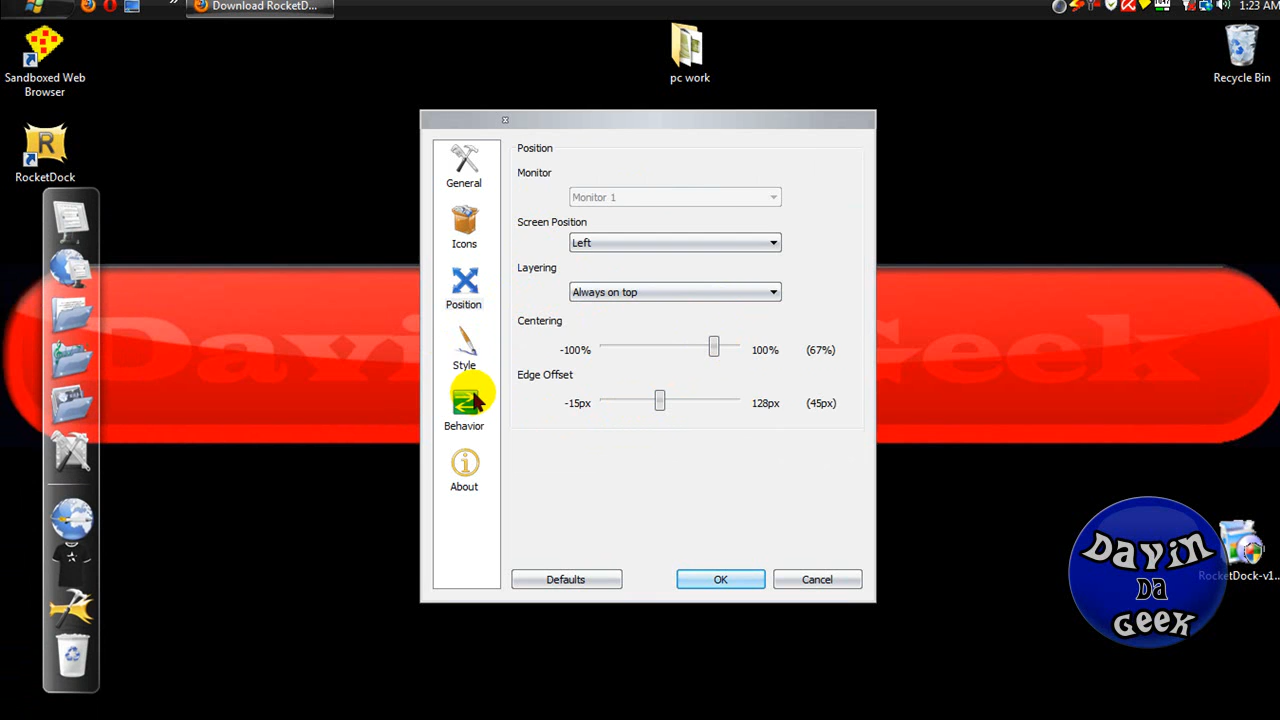 Download RocketD...
1:23 AM
Sandboxed Web
Browser
pc work
Recycle Bin
R
RocketDock
General
Icons
Position
Style
Behavior
About
Position
Monitor
Monitor 1
Screen Position
Left
Layering
Always on top
Centering
-100% 100% (67%)
Edge Offset
-15px 128px (45px)
Defaults OK Cancel
Geek
Davin
Da
Geek
RocketDock-v1...